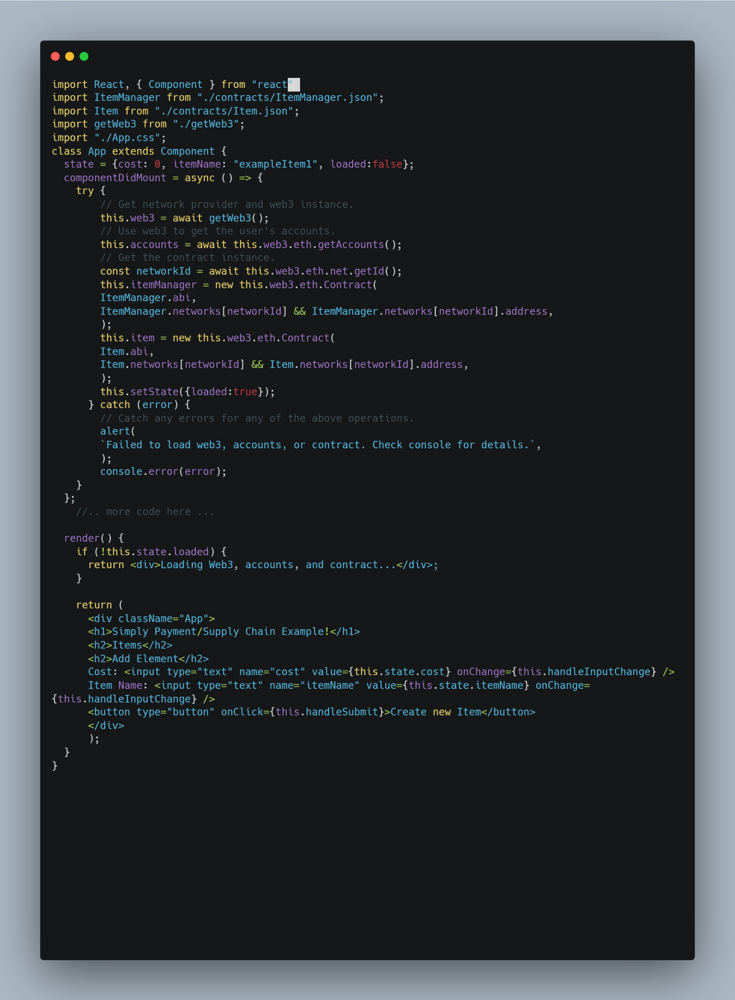 import React, { Component } from "react";
import ItemManager from "./contracts/ItemManager.json";
import Item from "./contracts/Item.json";
import getWeb3 from "./getWeb3";
import "./App.css";
class App extends Component {
  state = {cost: 0, itemName: "exampleItem1", loaded:false};
  componentDidMount = async () => {
    try {
        // Get network provider and web3 instance.
        this.web3 = await getWeb3();
        // Use web3 to get the user's accounts.
        this.accounts = await this.web3.eth.getAccounts();
        // Get the contract instance.
        const networkId = await this.web3.eth.net.getId();
        this.itemManager = new this.web3.eth.Contract(
        ItemManager.abi,
        ItemManager.networks[networkId] && ItemManager.networks[networkId].address,
        );
        this.item = new this.web3.eth.Contract(
        Item.abi,
        Item.networks[networkId] && Item.networks[networkId].address,
        );
        this.setState({loaded:true});
      } catch (error) {
        // Catch any errors for any of the above operations.
        alert(
        `Failed to load web3, accounts, or contract. Check console for details.`,
        );
        console.error(error);
    }
  };
    //.. more code here ...

  render() {
    if (!this.state.loaded) {
      return <div>Loading Web3, accounts, and contract...</div>;
    }

    return (
      <div className="App">
      <h1>Simply Payment/Supply Chain Example!</h1>
      <h2>Items</h2>
      <h2>Add Element</h2>
      Cost: <input type="text" name="cost" value={this.state.cost} onChange={this.handleInputChange} />
      Item Name: <input type="text" name="itemName" value={this.state.itemName} onChange=
{this.handleInputChange} />
      <button type="button" onClick={this.handleSubmit}>Create new Item</button>
      </div>
      );
  }
}